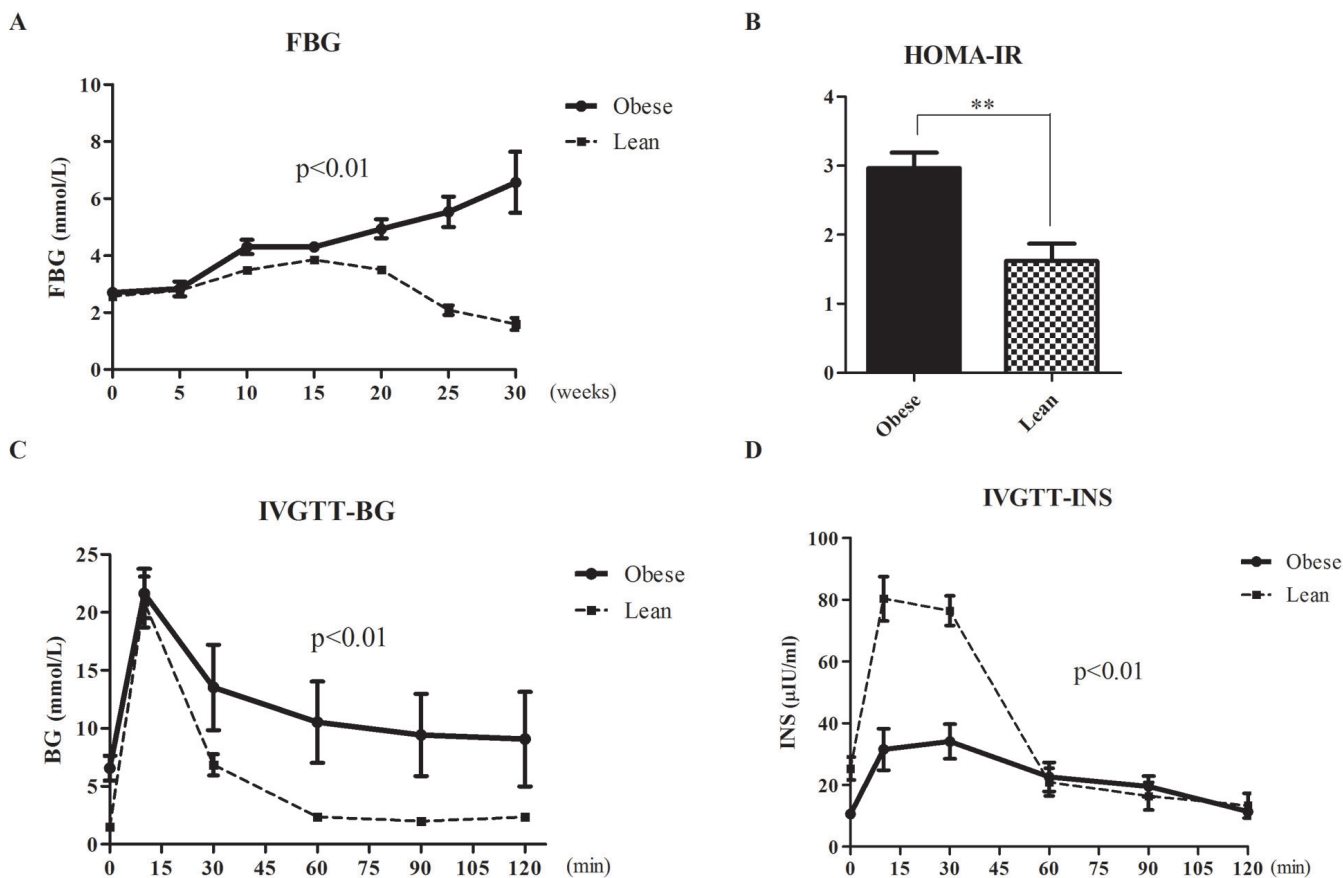 A
FBG
10
8
6
4
2
0
FBG (mmol/L)
p<0.01
Obese
Lean
0 5 10 15 20 25 30 (weeks)
B
HOMA-IR
4
3
2
1
0
**
Obese
Lean
C
IVGTT-BG
25
20
15
10
5
0
BG (mmol/L)
p<0.01
Obese
Lean
0 15 30 45 60 75 90 105 120 (min)
D
IVGTT-INS
100
80
60
40
20
0
INS (μIU/ml)
p<0.01
Obese
Lean
0 15 30 45 60 75 90 105 120 (min)